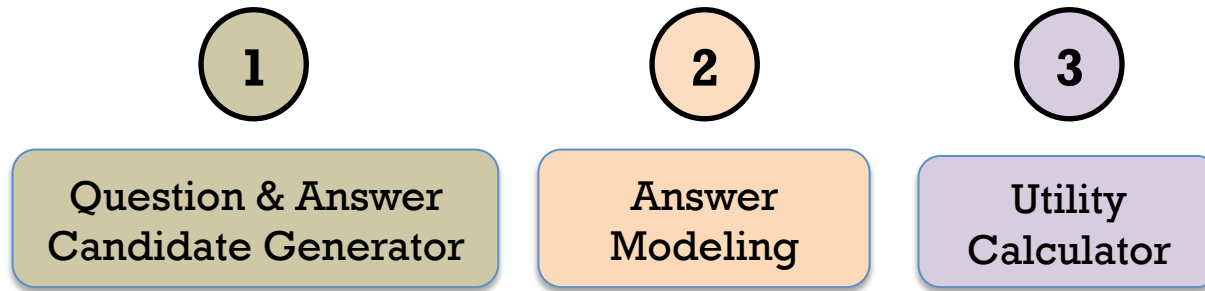 1
2
3
Question & Answer
Candidate Generator
Answer
Modeling
Utility
Calculator